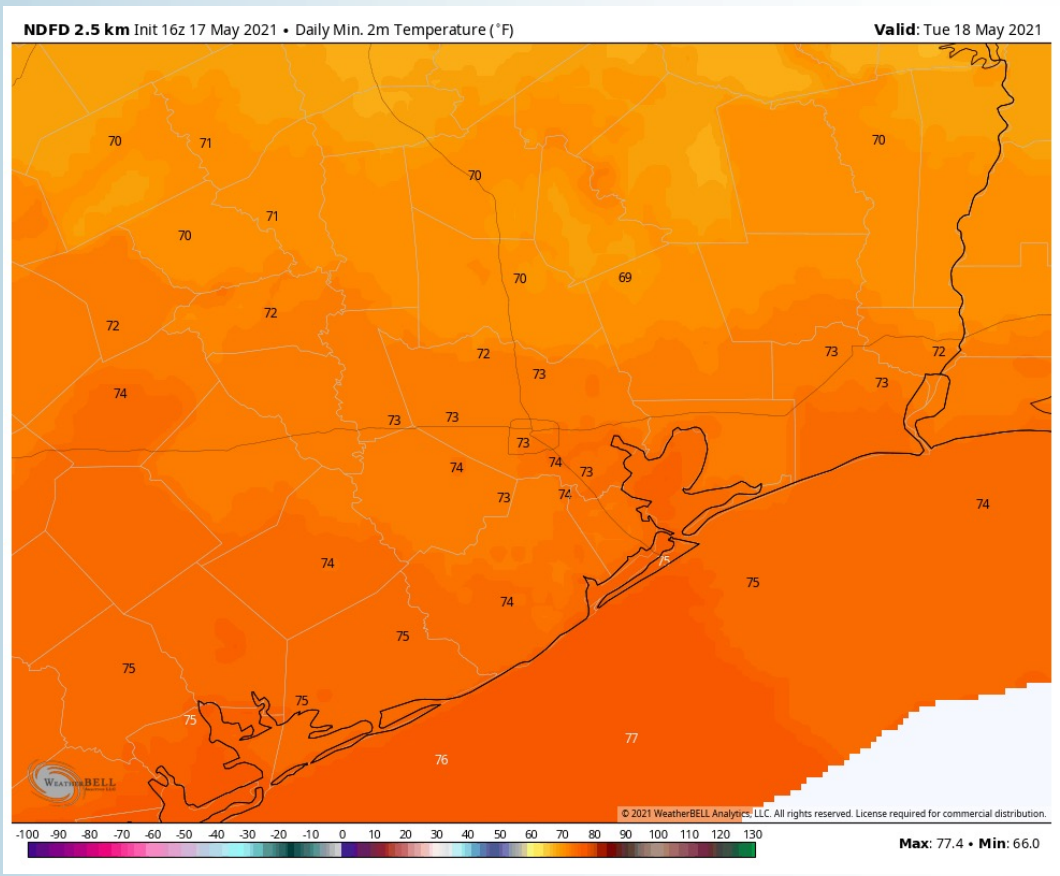 NDFD 2.5 km Init 16z 17 May 2021 • Daily Min. 2m Temperature (°F) Valid: Tue 18 May 2021
70 71 70
70
71
70
70 69
72
72
72 73 72
73
73
74
73 73
73
74 74 73
73 74
74
74 75
75
74
75
75
75
75
77
76
WEATHERBELL
© 2021 WeatherBELL Analytics, LLC. All rights reserved. License required for commercial distribution.
-100 -90 -80 -70 -60 -50 -40 -30 -20 -10 0 10 20 30 40 50 60 70 80 90 100 110 120 130
Max: 77.4 • Min: 66.0